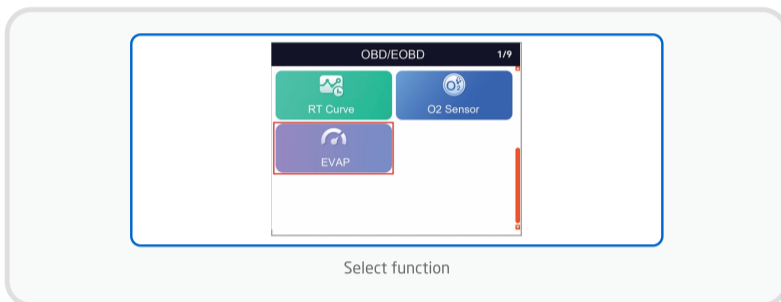 OBD/EOBD 1/9
RT Curve O2 Sensor
EVAP
Select function